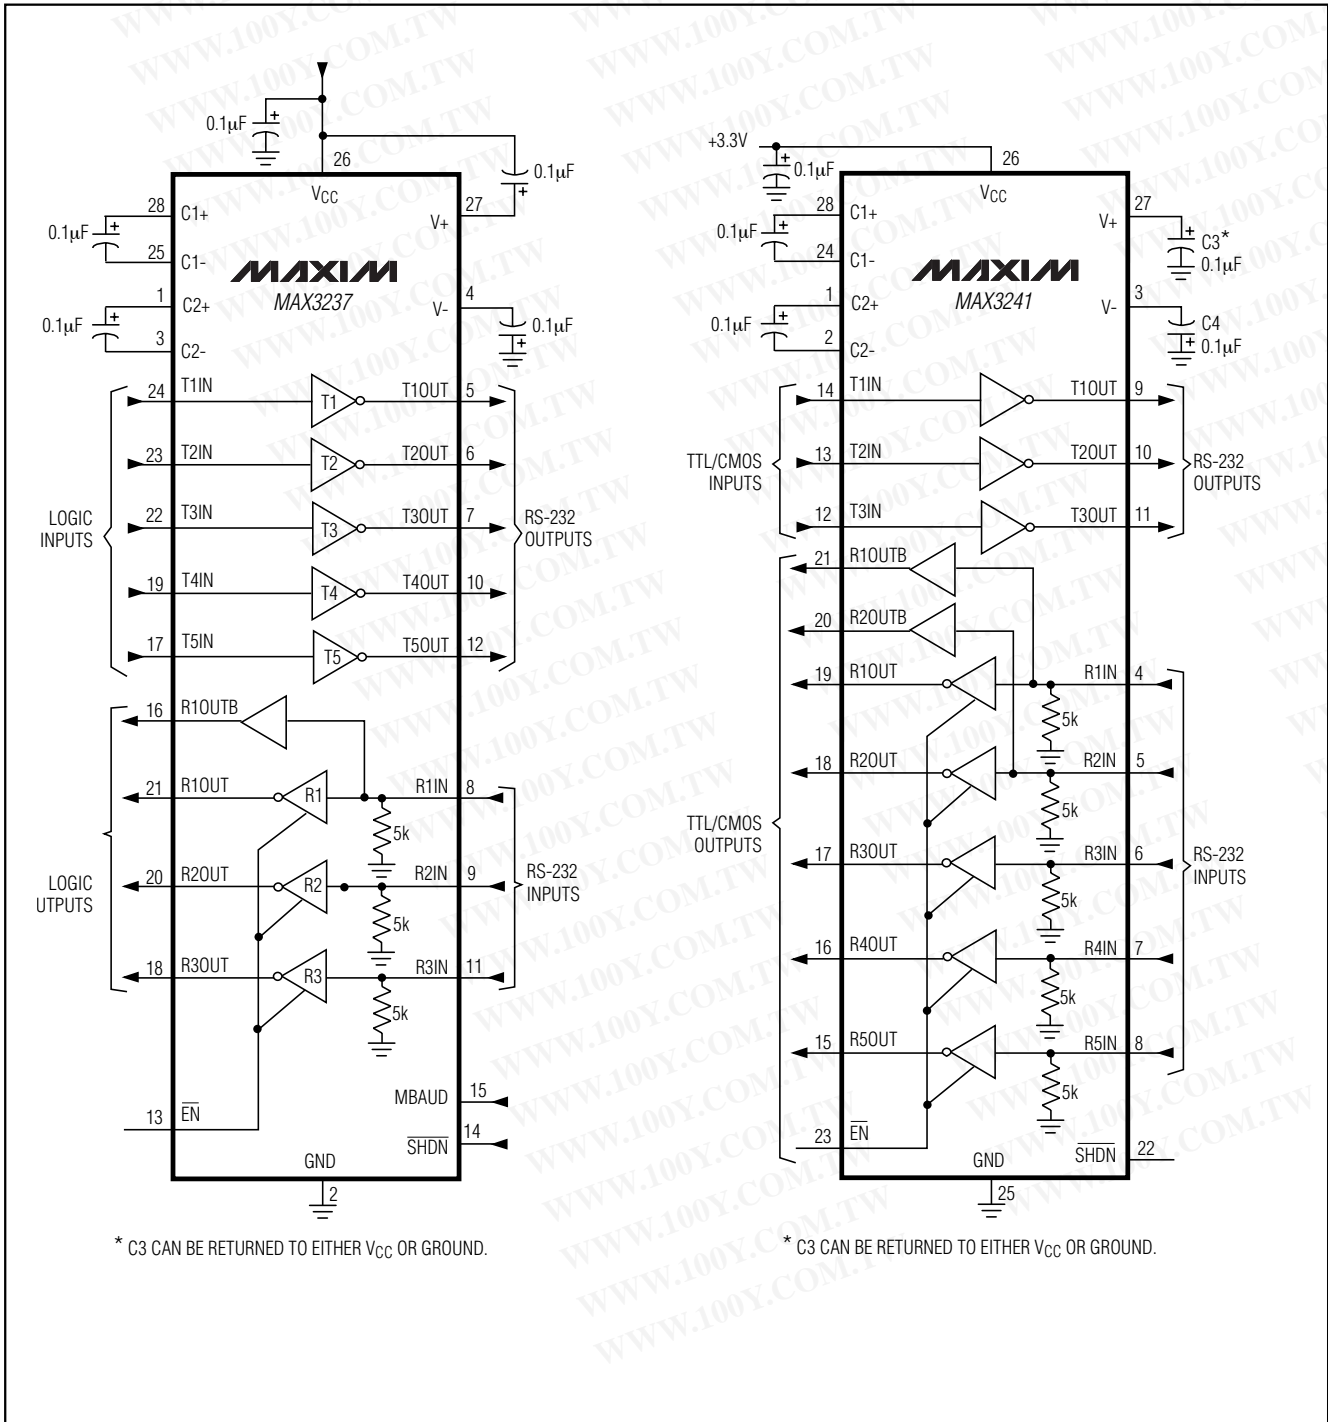 0.1µF
26
VCC
0.1µF
28
C1+
0.1µF
25
C1-
27
V+
MAXIM
MAX3237
1
C2+
0.1µF
3
C2-
4
V-
0.1µF
24 T1IN T1 T1OUT 5
23 T2IN T2 T2OUT 6
22 T3IN T3 T3OUT 7
19 T4IN T4 T4OUT 10
17 T5IN T5 T5OUT 12
LOGIC
INPUTS
RS-232
OUTPUTS
16 R1OUTB
21 R1OUT R1 R1IN 8
5k
20 R2OUT R2 R2IN 9
5k
18 R3OUT R3 R3IN 11
5k
LOGIC
UTPUTS
RS-232
INPUTS
MBAUD 15
13 EN
SHDN 14
GND
2
* C3 CAN BE RETURNED TO EITHER VCC OR GROUND.
+3.3V
0.1µF
26
VCC
28
C1+
0.1µF
24
C1-
27
V+
C3*
0.1µF
MAXIM
MAX3241
1
C2+
0.1µF
2
C2-
3
V-
C4
0.1µF
14 T1IN T1OUT 9
13 T2IN T2OUT 10
12 T3IN T3OUT 11
TTL/CMOS
INPUTS
RS-232
OUTPUTS
21 R1OUTB
20 R2OUTB
19 R1OUT R1IN 4
5k
18 R2OUT R2IN 5
5k
17 R3OUT R3IN 6
5k
16 R4OUT R4IN 7
5k
15 R5OUT R5IN 8
5k
TTL/CMOS
OUTPUTS
RS-232
INPUTS
23 EN
SHDN 22
GND
25
* C3 CAN BE RETURNED TO EITHER VCC OR GROUND.
WWW.100Y.COM.TW